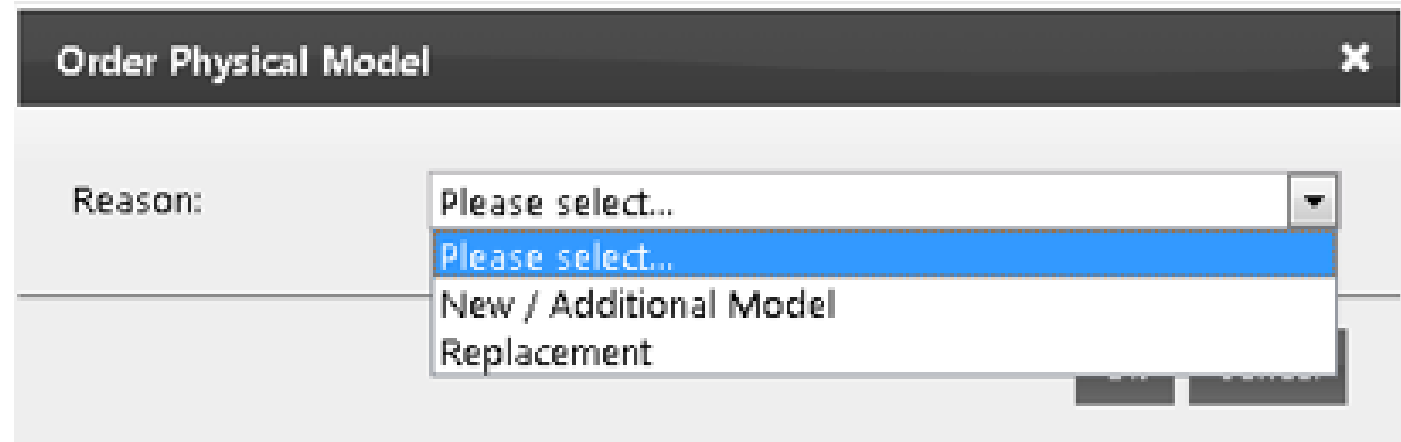 Order Physical Model
Reason:
Please select...
Please select...
New / Additional Model
Replacement